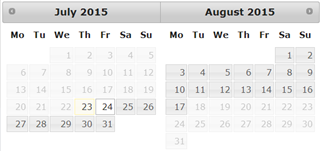 July 2015
Mo Tu We Th Fr Sa Su
1 2 3 4 5
6 7 8 9 10 11 12
13 14 15 16 17 18 19
20 21 22 23 24 25 26
27 28 29 30 31
August 2015
Mo Tu We Th Fr Sa Su
1 2
3 4 5 6 7 8 9
10 11 12 13 14 15 16
17 18 19 20 21 22 23
24 25 26 27 28 29 30
31